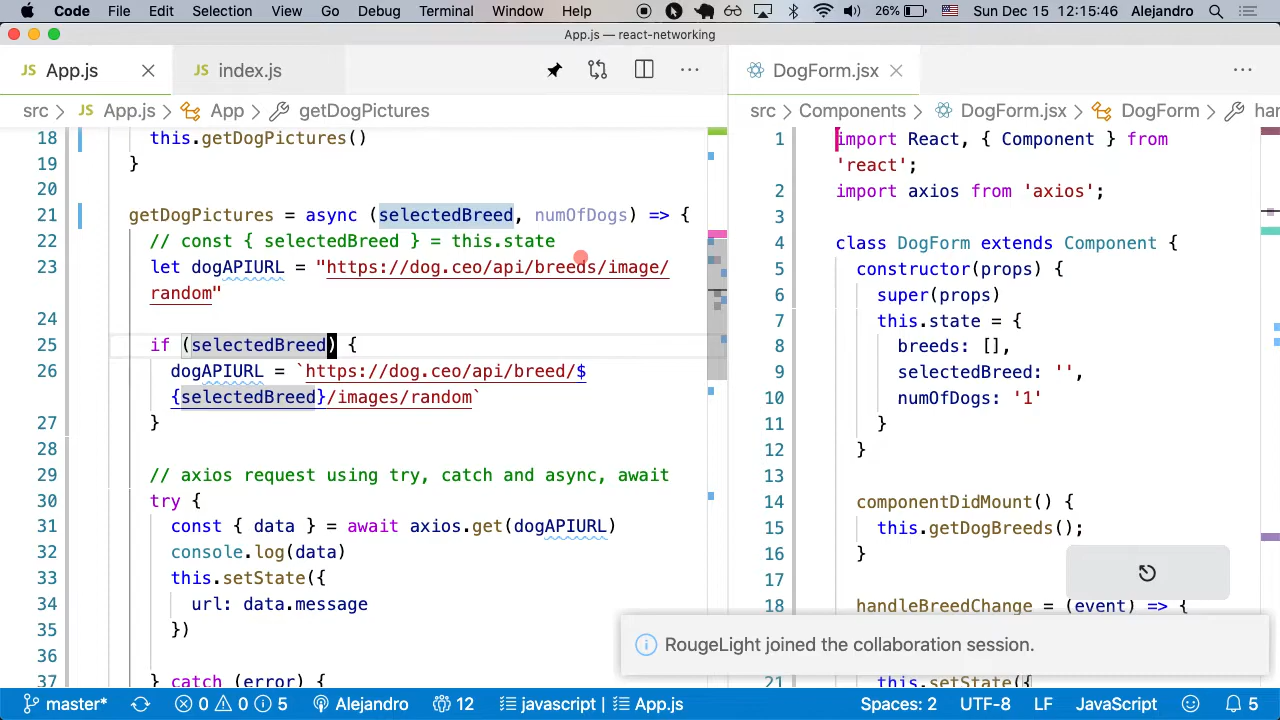 Code File Edit Selection View Go Debug Terminal Window Help 26% Sun Dec 15 12:15:46 Alejandro
App.js — react-networking
JS App.js JS index.js
DogForm.jsx
src App.js App getDogPictures
src Components DogForm.jsx DogForm ha
18 this.getDogPictures()
19 }
20
21 getDogPictures = async (selectedBreed, numOfDogs) => {
22 // const { selectedBreed } = this.state
23 let dogAPIURL = "https://dog.ceo/api/breeds/image/
random"
24
25 if (selectedBreed) {
26 dogAPIURL = `https://dog.ceo/api/breed/$
{selectedBreed}/images/random`
27 }
28
29 // axios request using try, catch and async, await
30 try {
31 const { data } = await axios.get(dogAPIURL)
32 console.log(data)
33 this.setState({
34 url: data.message
35 })
36
37 } catch (error) {
1 import React, { Component } from
'react';
2 import axios from 'axios';
3
4 class DogForm extends Component {
5 constructor(props) {
6 super(props)
7 this.state = {
8 breeds: [],
9 selectedBreed: '',
10 numOfDogs: '1'
11 }
12 }
13
14 componentDidMount() {
15 this.getDogBreeds();
16 }
17
18 handleBreedChange = (event) => {
RougeLight joined the collaboration session.
21 this.setState({
master* 0 0 5 Alejandro 12 javascript | App.js Spaces: 2 UTF-8 LF JavaScript 5